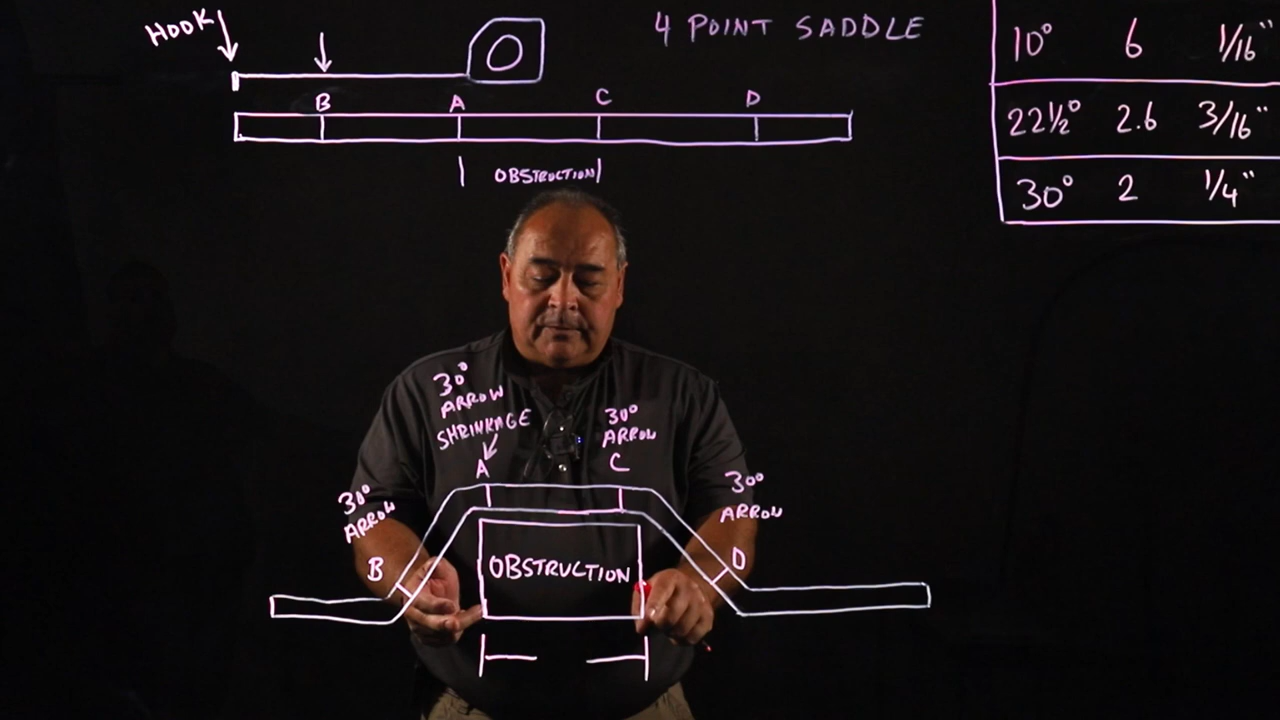 HOOK
4 POINT SADDLE
B A C D
OBSTRUCTION
10° 6 1/16"
22½° 2.6 3/16"
30° 2 1/4"
30°
ARROW
SHRINKAGE
A
30°
ARROW
C
30°
ARROW
B
30°
ARROW
D
OBSTRUCTION